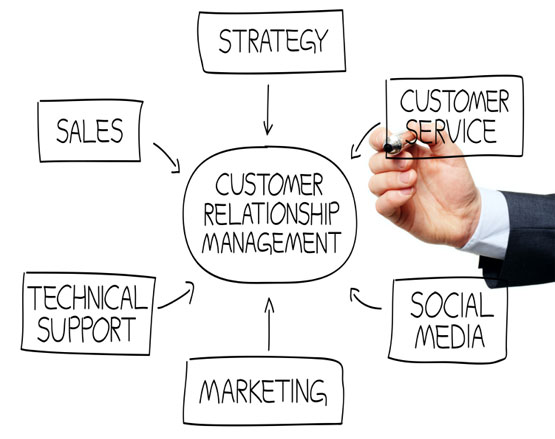 STRATEGY
CUSTOMER
SERVICE
SALES
CUSTOMER
RELATIONSHIP
MANAGEMENT
TECHNICAL
SUPPORT
SOCIAL
MEDIA
MARKETING